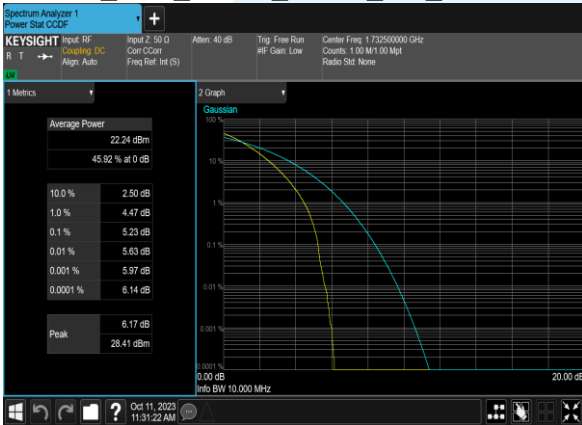 Spectrum Analyzer 1
Power Stat CCDF
KEYSIGHT
R T
LW
Input: RF
Coupling: DC
Align: Auto
Input Z: 50 Ω
Corr CCorr
Freq Ref: Int (S)
Atten: 40 dB
Trig: Free Run
#IF Gain: Low
Center Freq: 1.732500000 GHz
Counts: 1.00 M/1.00 Mpt
Radio Std: None
1 Metrics
Average Power
22.24 dBm
45.92 % at 0 dB
10.0 % 2.50 dB
1.0 % 4.47 dB
0.1 % 5.23 dB
0.01 % 5.63 dB
0.001 % 5.97 dB
0.0001 % 6.14 dB
Peak
6.17 dB
28.41 dBm
2 Graph
Gaussian
100 %
10 %
1 %
0.1 %
0.01 %
0.001 %
0.0001 %
0.00 dB
20.00 dB
Info BW 10.000 MHz
?
Oct 11, 2023
11:31:22 AM